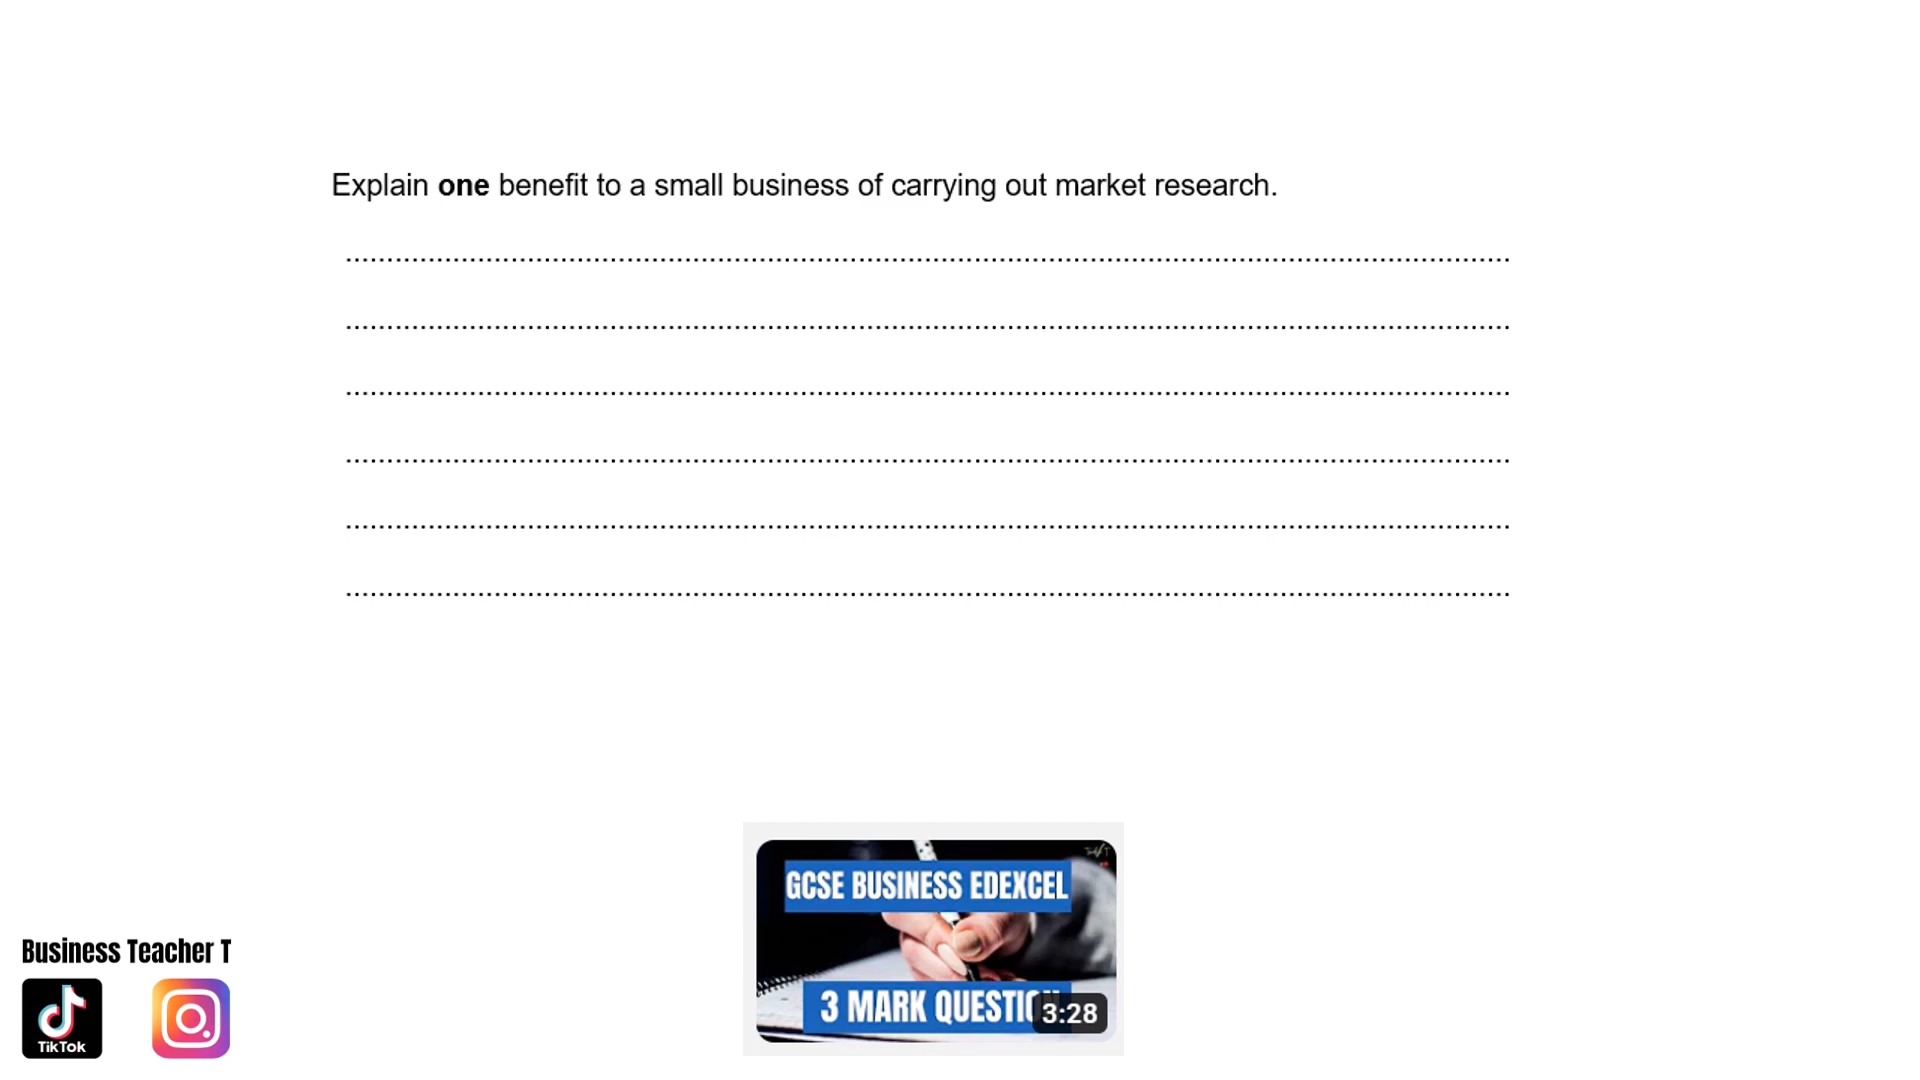 Explain one benefit to a small business of carrying out market research.
GCSE BUSINESS EDEXCEL
3 MARK
3:28
Business Teacher T
TikTok